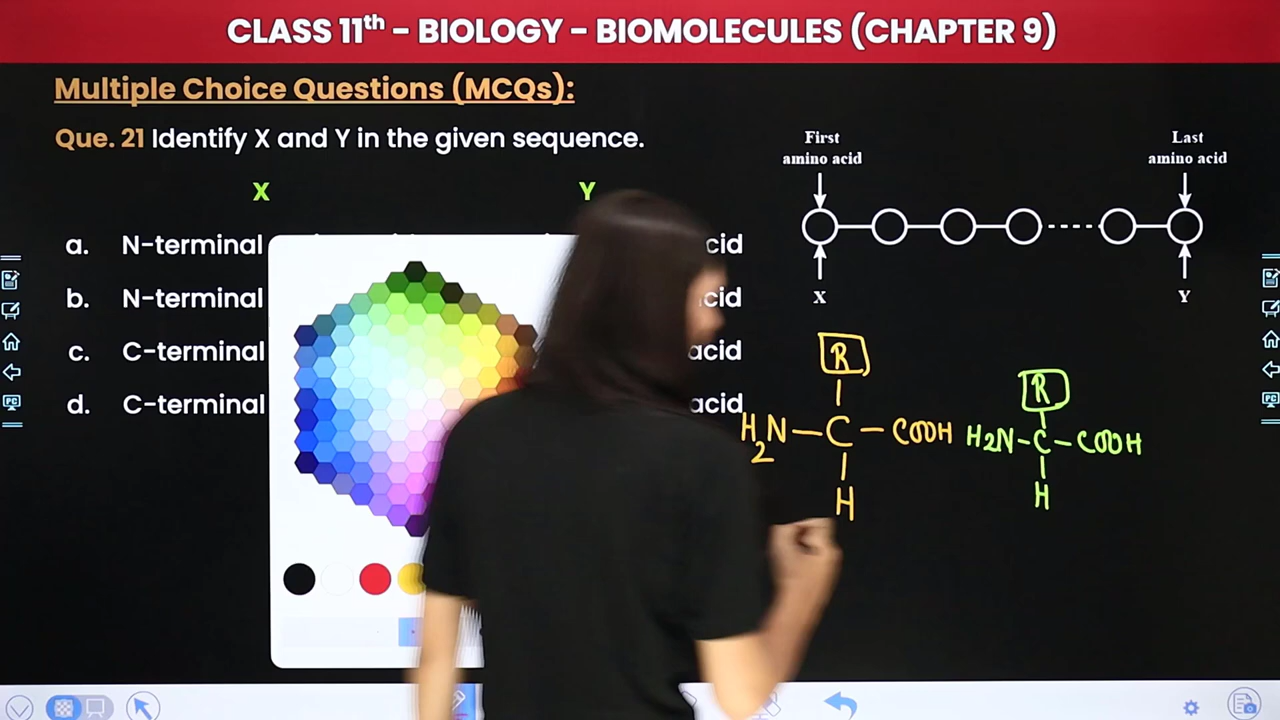 CLASS 11th - BIOLOGY - BIOMOLECULES (CHAPTER 9)
Multiple Choice Questions (MCQs):
Que. 21 Identify X and Y in the given sequence.
X Y
a. N-terminal cid
b. N-terminal cid
c. C-terminal acid
d. C-terminal acid
First
amino acid
Last
amino acid
X
Y
R
H2N-C-COOH
H
R
H2N-C-COOH
H